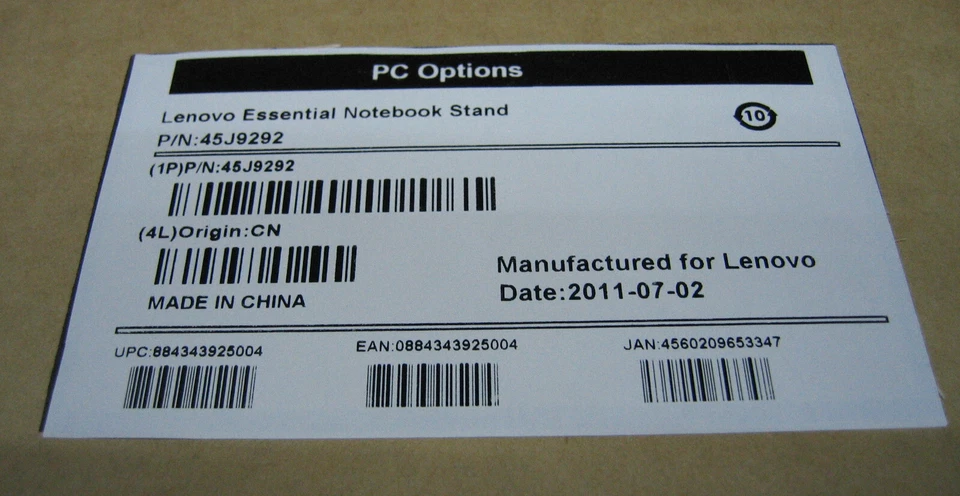 PC Options
Lenovo Essential Notebook Stand
10
P/N:45J9292
(1P)P/N:45J9292
(4L)Origin:CN
MADE IN CHINA
Manufactured for Lenovo
Date:2011-07-02
UPC:884343925004
EAN:0884343925004
JAN:4560209653347